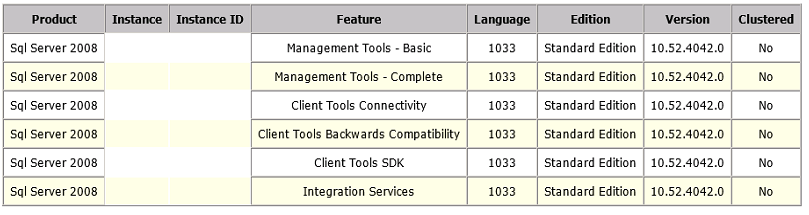 Product Instance Instance ID Feature Language Edition Version Clustered
Sql Server 2008 Management Tools - Basic 1033 Standard Edition 10.52.4042.0 No
Sql Server 2008 Management Tools - Complete 1033 Standard Edition 10.52.4042.0 No
Sql Server 2008 Client Tools Connectivity 1033 Standard Edition 10.52.4042.0 No
Sql Server 2008 Client Tools Backwards Compatibility 1033 Standard Edition 10.52.4042.0 No
Sql Server 2008 Client Tools SDK 1033 Standard Edition 10.52.4042.0 No
Sql Server 2008 Integration Services 1033 Standard Edition 10.52.4042.0 No